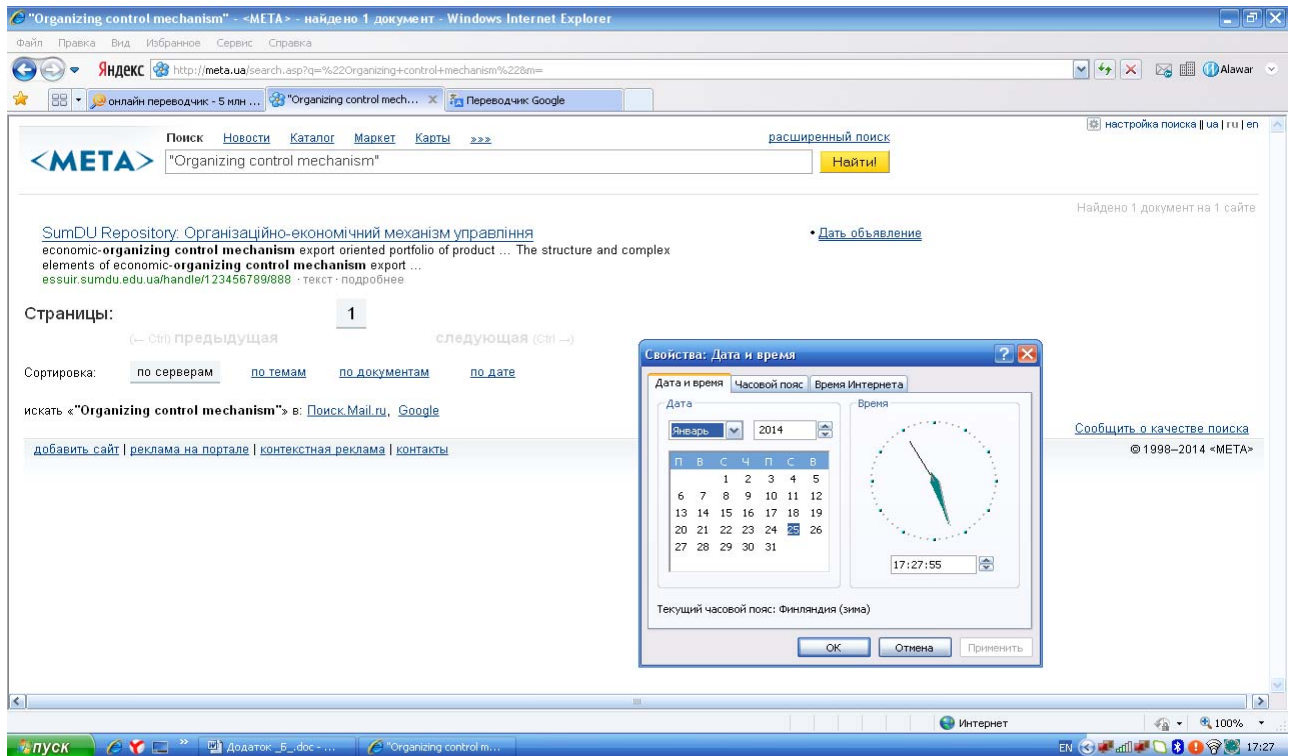 "Organizing control mechanism" - <META> - найдено 1 документ - Windows Internet Explorer
Файл Правка Вид Избранное Сервис Справка
Яндекс http://meta.ua/search.asp?q=%22Organizing+control+mechanism%22&m= Alawar
онлайн переводчик - 5 млн ... "Organizing control mech... Переводчик Google
настройка поиска || ua | ru | en
Поиск Новости Каталог Маркет Карты >>> расширенный поиск
<META> "Organizing control mechanism" Найти!
Найдено 1 документ на 1 сайте
SumDU Repository: Організаційно-економічний механізм управління
economic-organizing control mechanism export oriented portfolio of product ... The structure and complex
elements of economic-organizing control mechanism export ...
essuir.sumdu.edu.ua/handle/123456789/888 · текст · подробнее
• Дать объявление
Страницы: 1
(← Ctrl) предыдущая следующая (Ctrl →)
Сортировка: по серверам по темам по документам по дате
искать «"Organizing control mechanism"» в: Поиск.Mail.ru, Google
Сообщить о качестве поиска
добавить сайт | реклама на портале | контекстная реклама | контакты
© 1998–2014 <META>
Свойства: Дата и время
Дата и время Часовой пояс Время Интернета
Дата
Январь 2014
П В С Ч П С В
1 2 3 4 5
6 7 8 9 10 11 12
13 14 15 16 17 18 19
20 21 22 23 24 25 26
27 28 29 30 31
Время
17:27:55
Текущий часовой пояс: Финляндия (зима)
ОК Отмена Применить
Интернет 100%
пуск Додаток _Б_.doc - ... "Organizing control m... EN 17:27